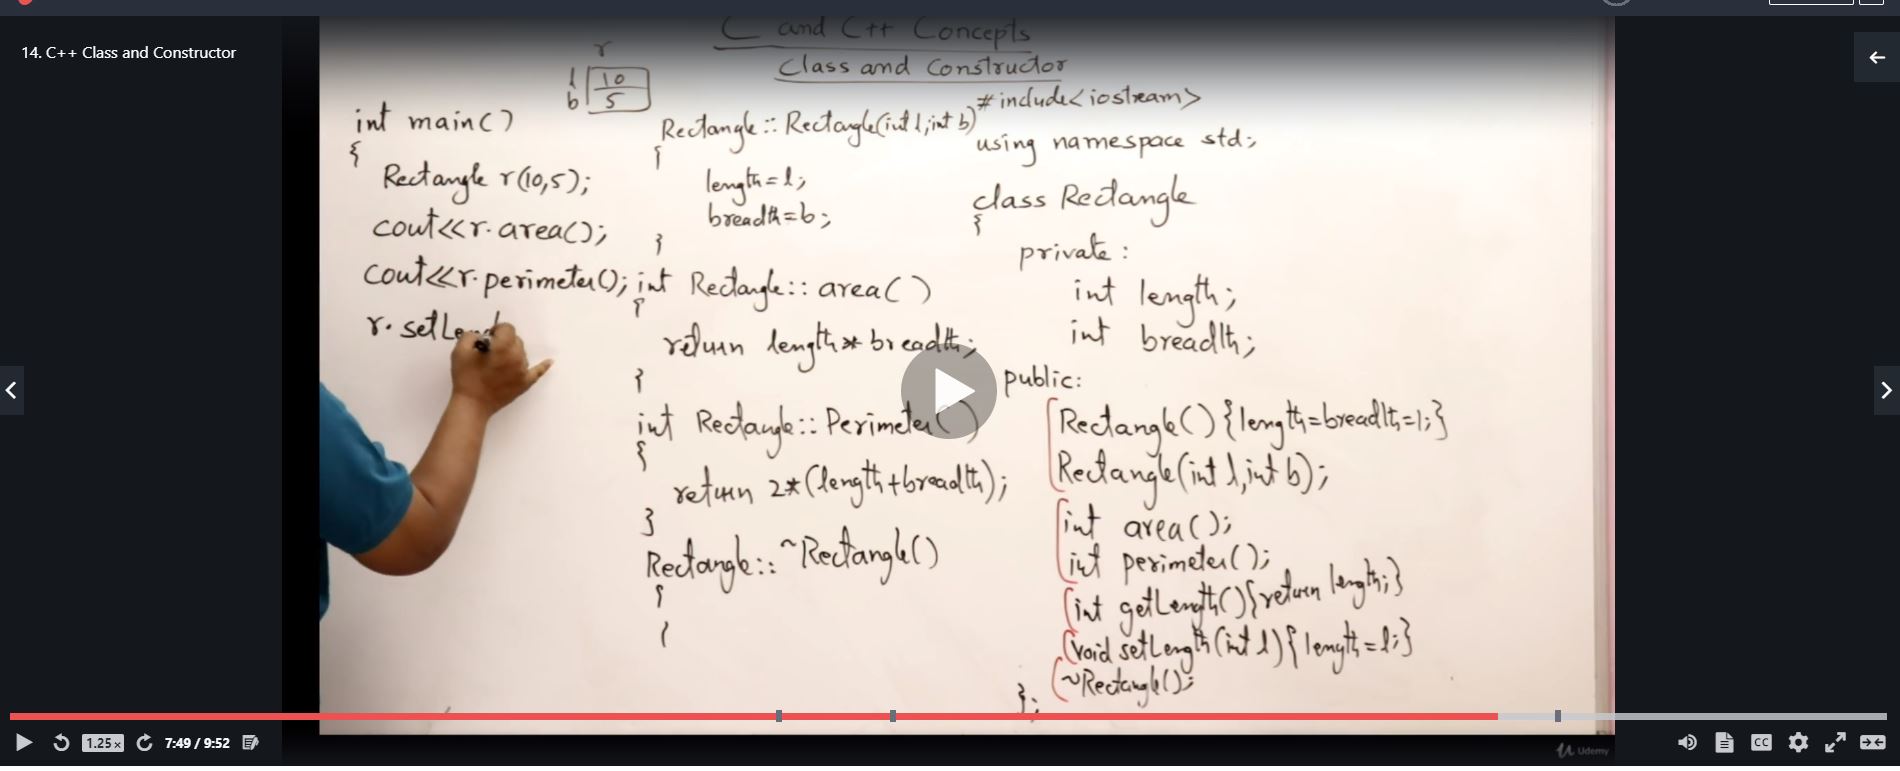 14. C++ Class and Constructor
C and C++ Concepts
Class and Constructor
r
l 10
b 5
int main()
{
Rectangle r(10,5);
cout<<r.area();
cout<<r.perimeter();
r.setLen
Rectangle::Rectangle(int l,int b)
{
length=l;
breadth=b;
}
int Rectangle::area()
{
return length*breadth;
}
int Rectangle::Perimeter()
{
return 2*(length+breadth);
}
Rectangle::~Rectangle()
{
#include<iostream>
using namespace std;
class Rectangle
{
private:
int length;
int breadth;
public:
Rectangle(){length=breadth=1;}
Rectangle(int l,int b);
int area();
int perimeter();
int getLength(){return length;}
void setLength(int l){length=l;}
~Rectangle();
};
1.25x
7:49 / 9:52
CC
Udemy